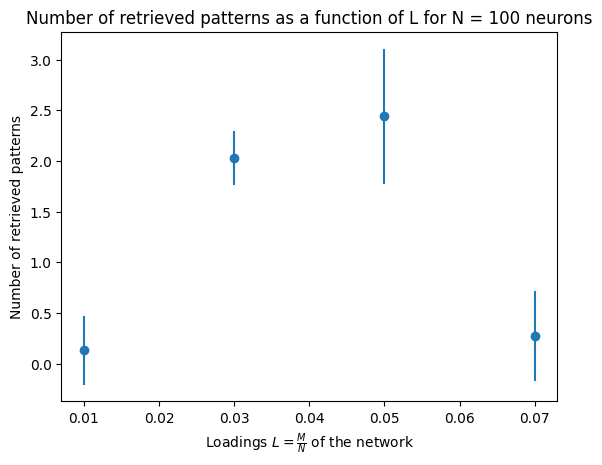 Number of retrieved patterns as a function of L for N = 100 neurons
Number of retrieved patterns
3.0
2.5
2.0
1.5
1.0
0.5
0.0
0.01 0.02 0.03 0.04 0.05 0.06 0.07
Loadings L = M/N of the network